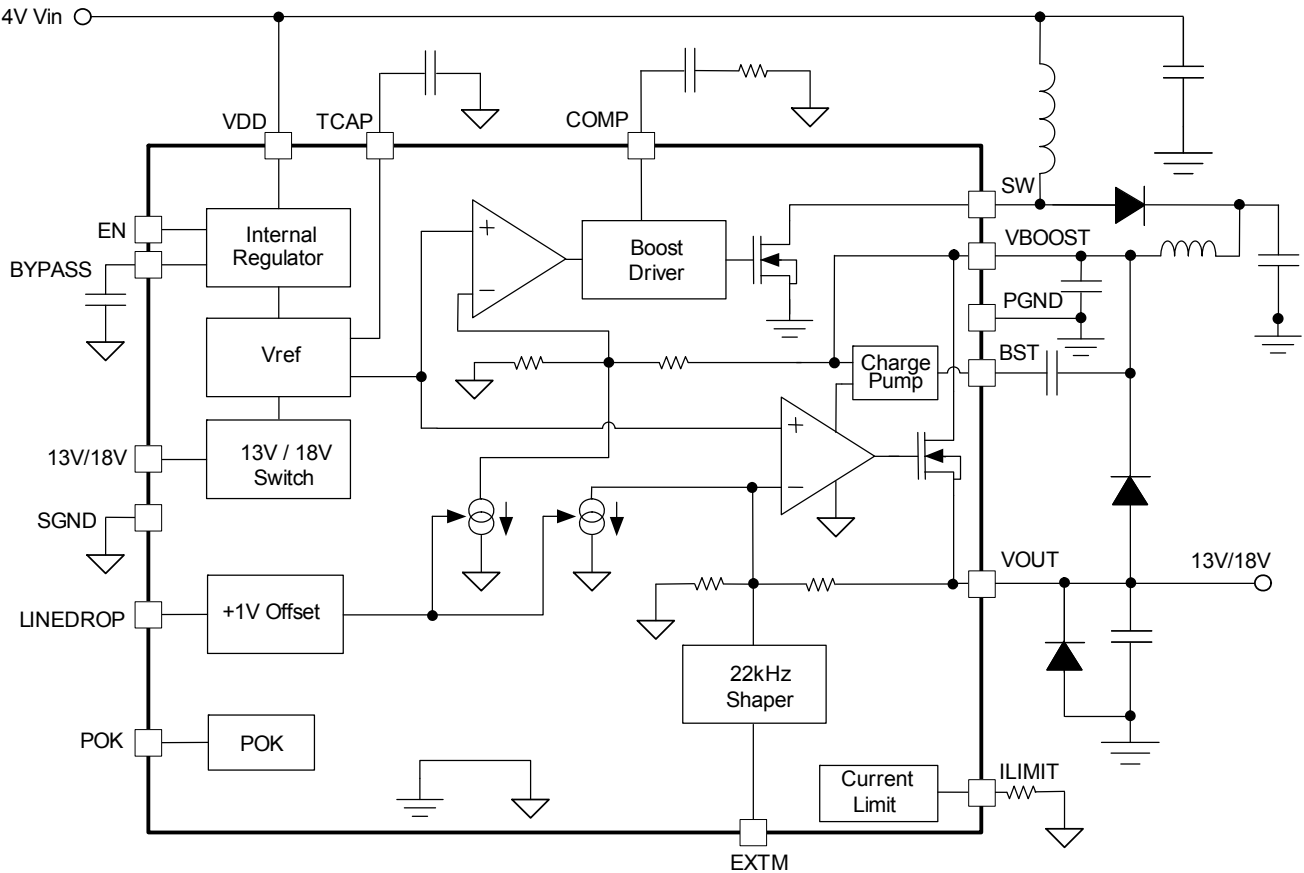 4V Vin
VDD
TCAP
COMP
SW
EN
Internal
Regulator
+
Boost
Driver
VBOOST
BYPASS
−
PGND
Vref
Charge
Pump
BST
13V/18V
13V / 18V
Switch
+
−
SGND
VOUT
13V/18V
LINEDROP
+1V Offset
22kHz
Shaper
POK
POK
Current
Limit
ILIMIT
EXTM